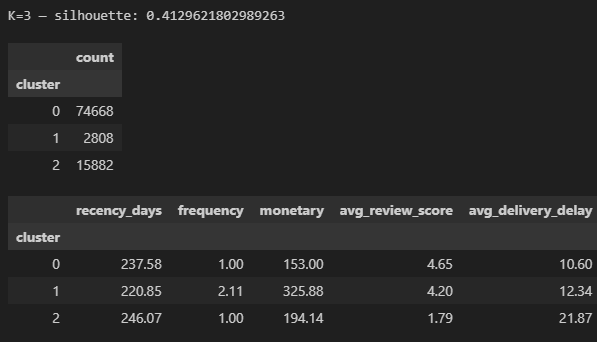 K=3 — silhouette: 0.4129621802989263
count
cluster
0 74668
1 2808
2 15882
recency_days frequency monetary avg_review_score avg_delivery_delay
cluster
0 237.58 1.00 153.00 4.65 10.60
1 220.85 2.11 325.88 4.20 12.34
2 246.07 1.00 194.14 1.79 21.87